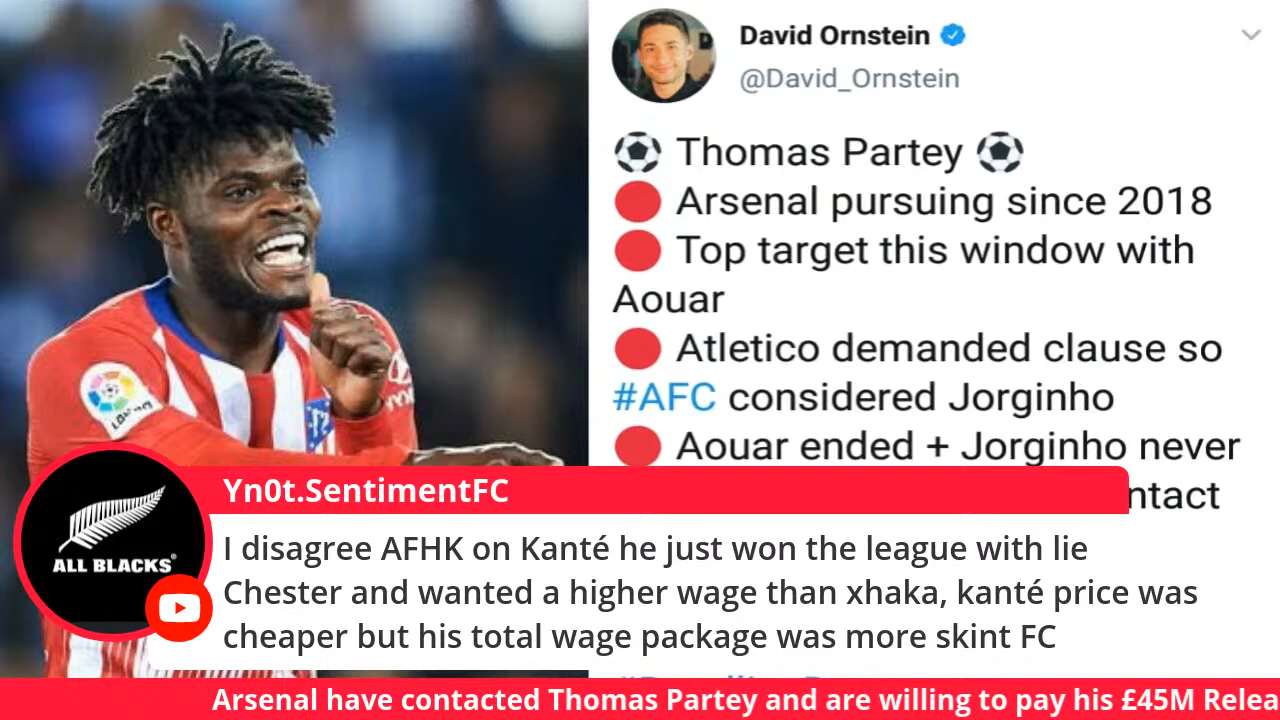 David Ornstein
@David_Ornstein
⚽ Thomas Partey ⚽
🔴 Arsenal pursuing since 2018
🔴 Top target this window with
Aouar
🔴 Atletico demanded clause so
#AFC considered Jorginho
🔴 Aouar ended + Jorginho never
ntact
Yn0t.SentimentFC
I disagree AFHK on Kanté he just won the league with lie
Chester and wanted a higher wage than xhaka, kanté price was
cheaper but his total wage package was more skint FC
ALL BLACKS
Arsenal have contacted Thomas Partey and are willing to pay his £45M Relea